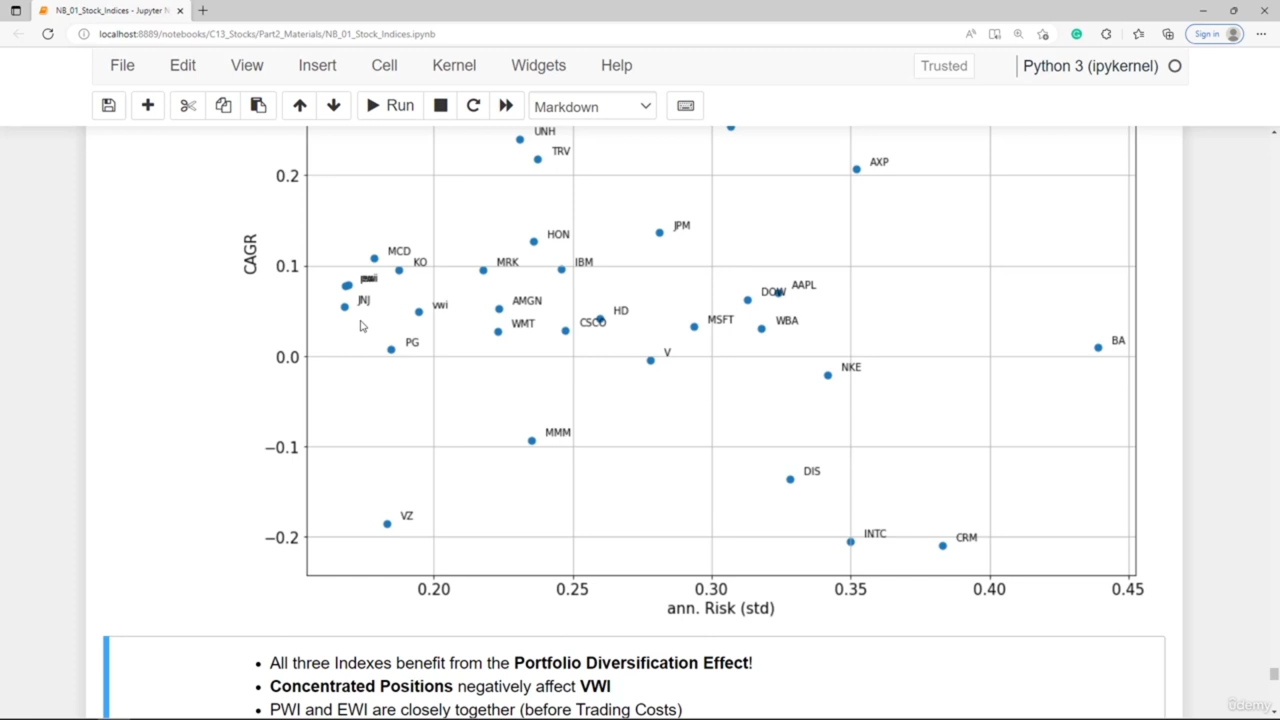 NB_01_Stock_Indices - Jupyter N
localhost:8889/notebooks/C13_Stocks/Part2_Materials/NB_01_Stock_Indices.ipynb
Sign in
File Edit View Insert Cell Kernel Widgets Help
Trusted
Python 3 (ipykernel)
Run
Markdown
UNH
TRV
AXP
0.2
HON
JPM
MCD
KO
MRK
IBM
0.1
JNJ
vwi
AMGN
DOW
AAPL
WMT
CSCO
HD
MSFT
WBA
PG
V
BA
0.0
NKE
CAGR
MMM
−0.1
DIS
VZ
INTC
CRM
−0.2
0.20 0.25 0.30 0.35 0.40 0.45
ann. Risk (std)
• All three Indexes benefit from the Portfolio Diversification Effect!
• Concentrated Positions negatively affect VWI
• PWI and EWI are closely together (before Trading Costs)
ûdemy